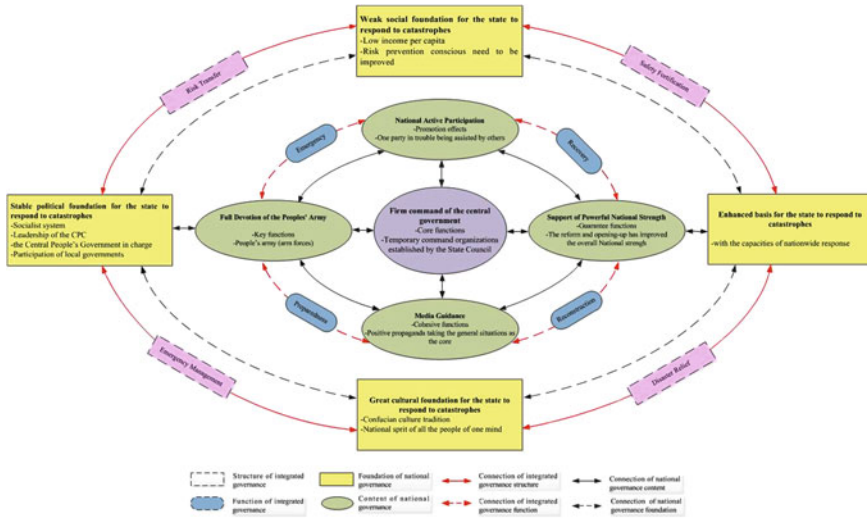 Weak social foundation for the state to
respond to catastrophes
-Low income per capita
-Risk prevention conscious need to be
improved
Risk Transfer
Safety Fortification
National Active Participation
-Promotion effects
-One party in trouble being assisted by others
Emergency
Recovery
Stable political foundation for the state to
respond to catastrophes
-Socialist system
-Leadership of the CPC
-the Central People's Government in charge
-Participation of local governments
Full Devotion of the Peoples' Army
-Key functions
-People's army (arm forces)
Firm command of the central
government
-Core functions
-Temporary command organizations
established by the State Council
Support of Powerful National Strength
-Guarantee functions
-The reform and opening-up has improved
the overall National strengh
Enhanced basis for the state to respond to
catastrophes
-with the capacities of nationwide response
Preparedness
Reconstruction
Media Guidance
-Cohesive functions
-Positive propagands taking the general situations as
the core
Emergency Management
Disaster Relief
Great cultural foundation for the state to
respond to catastrophes
-Confucian culture tradition
-National sprit of all the people of one mind
Structure of integrated
governance
Foundation of national
governance
Connection of integrated
governance structure
Connection of national
governance content
Function of integrated
governance
Content of national
governance
Connection of integrated
governance function
Connection of national
governance foundation